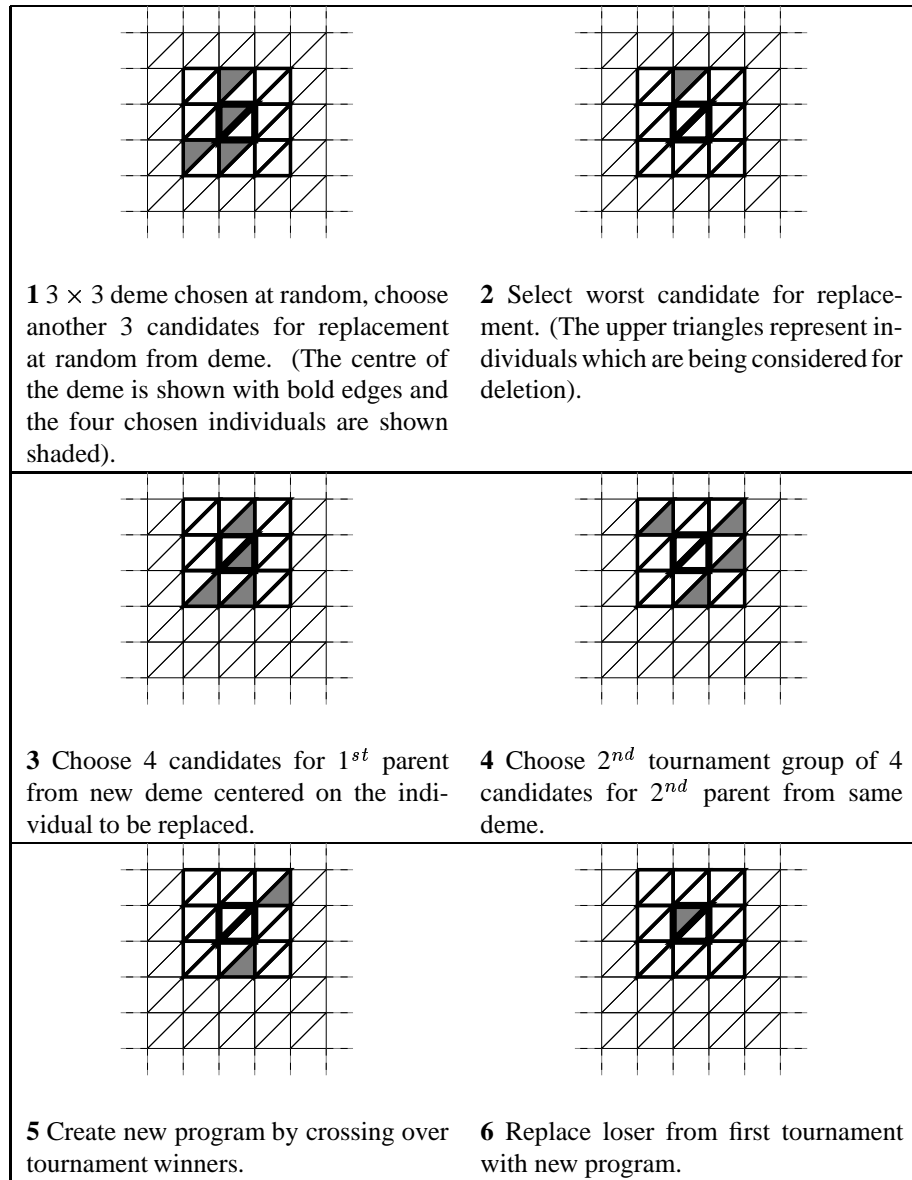 1 3 × 3 deme chosen at random, choose
another 3 candidates for replacement
at random from deme. (The centre of
the deme is shown with bold edges and
the four chosen individuals are shown
shaded).
2 Select worst candidate for replace-
ment. (The upper triangles represent in-
dividuals which are being considered for
deletion).
3 Choose 4 candidates for 1st parent
from new deme centered on the indi-
vidual to be replaced.
4 Choose 2nd tournament group of 4
candidates for 2nd parent from same
deme.
5 Create new program by crossing over
tournament winners.
6 Replace loser from first tournament
with new program.